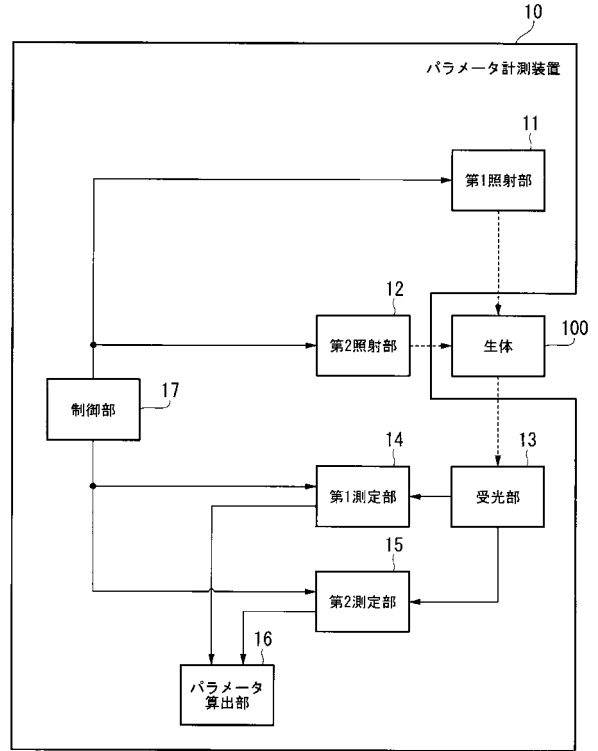 10
パラメータ計測装置
11
第1照射部
12
第2照射部
生体
100
制御部
17
14
第1測定部
13
受光部
15
第2測定部
16
パラメータ
算出部